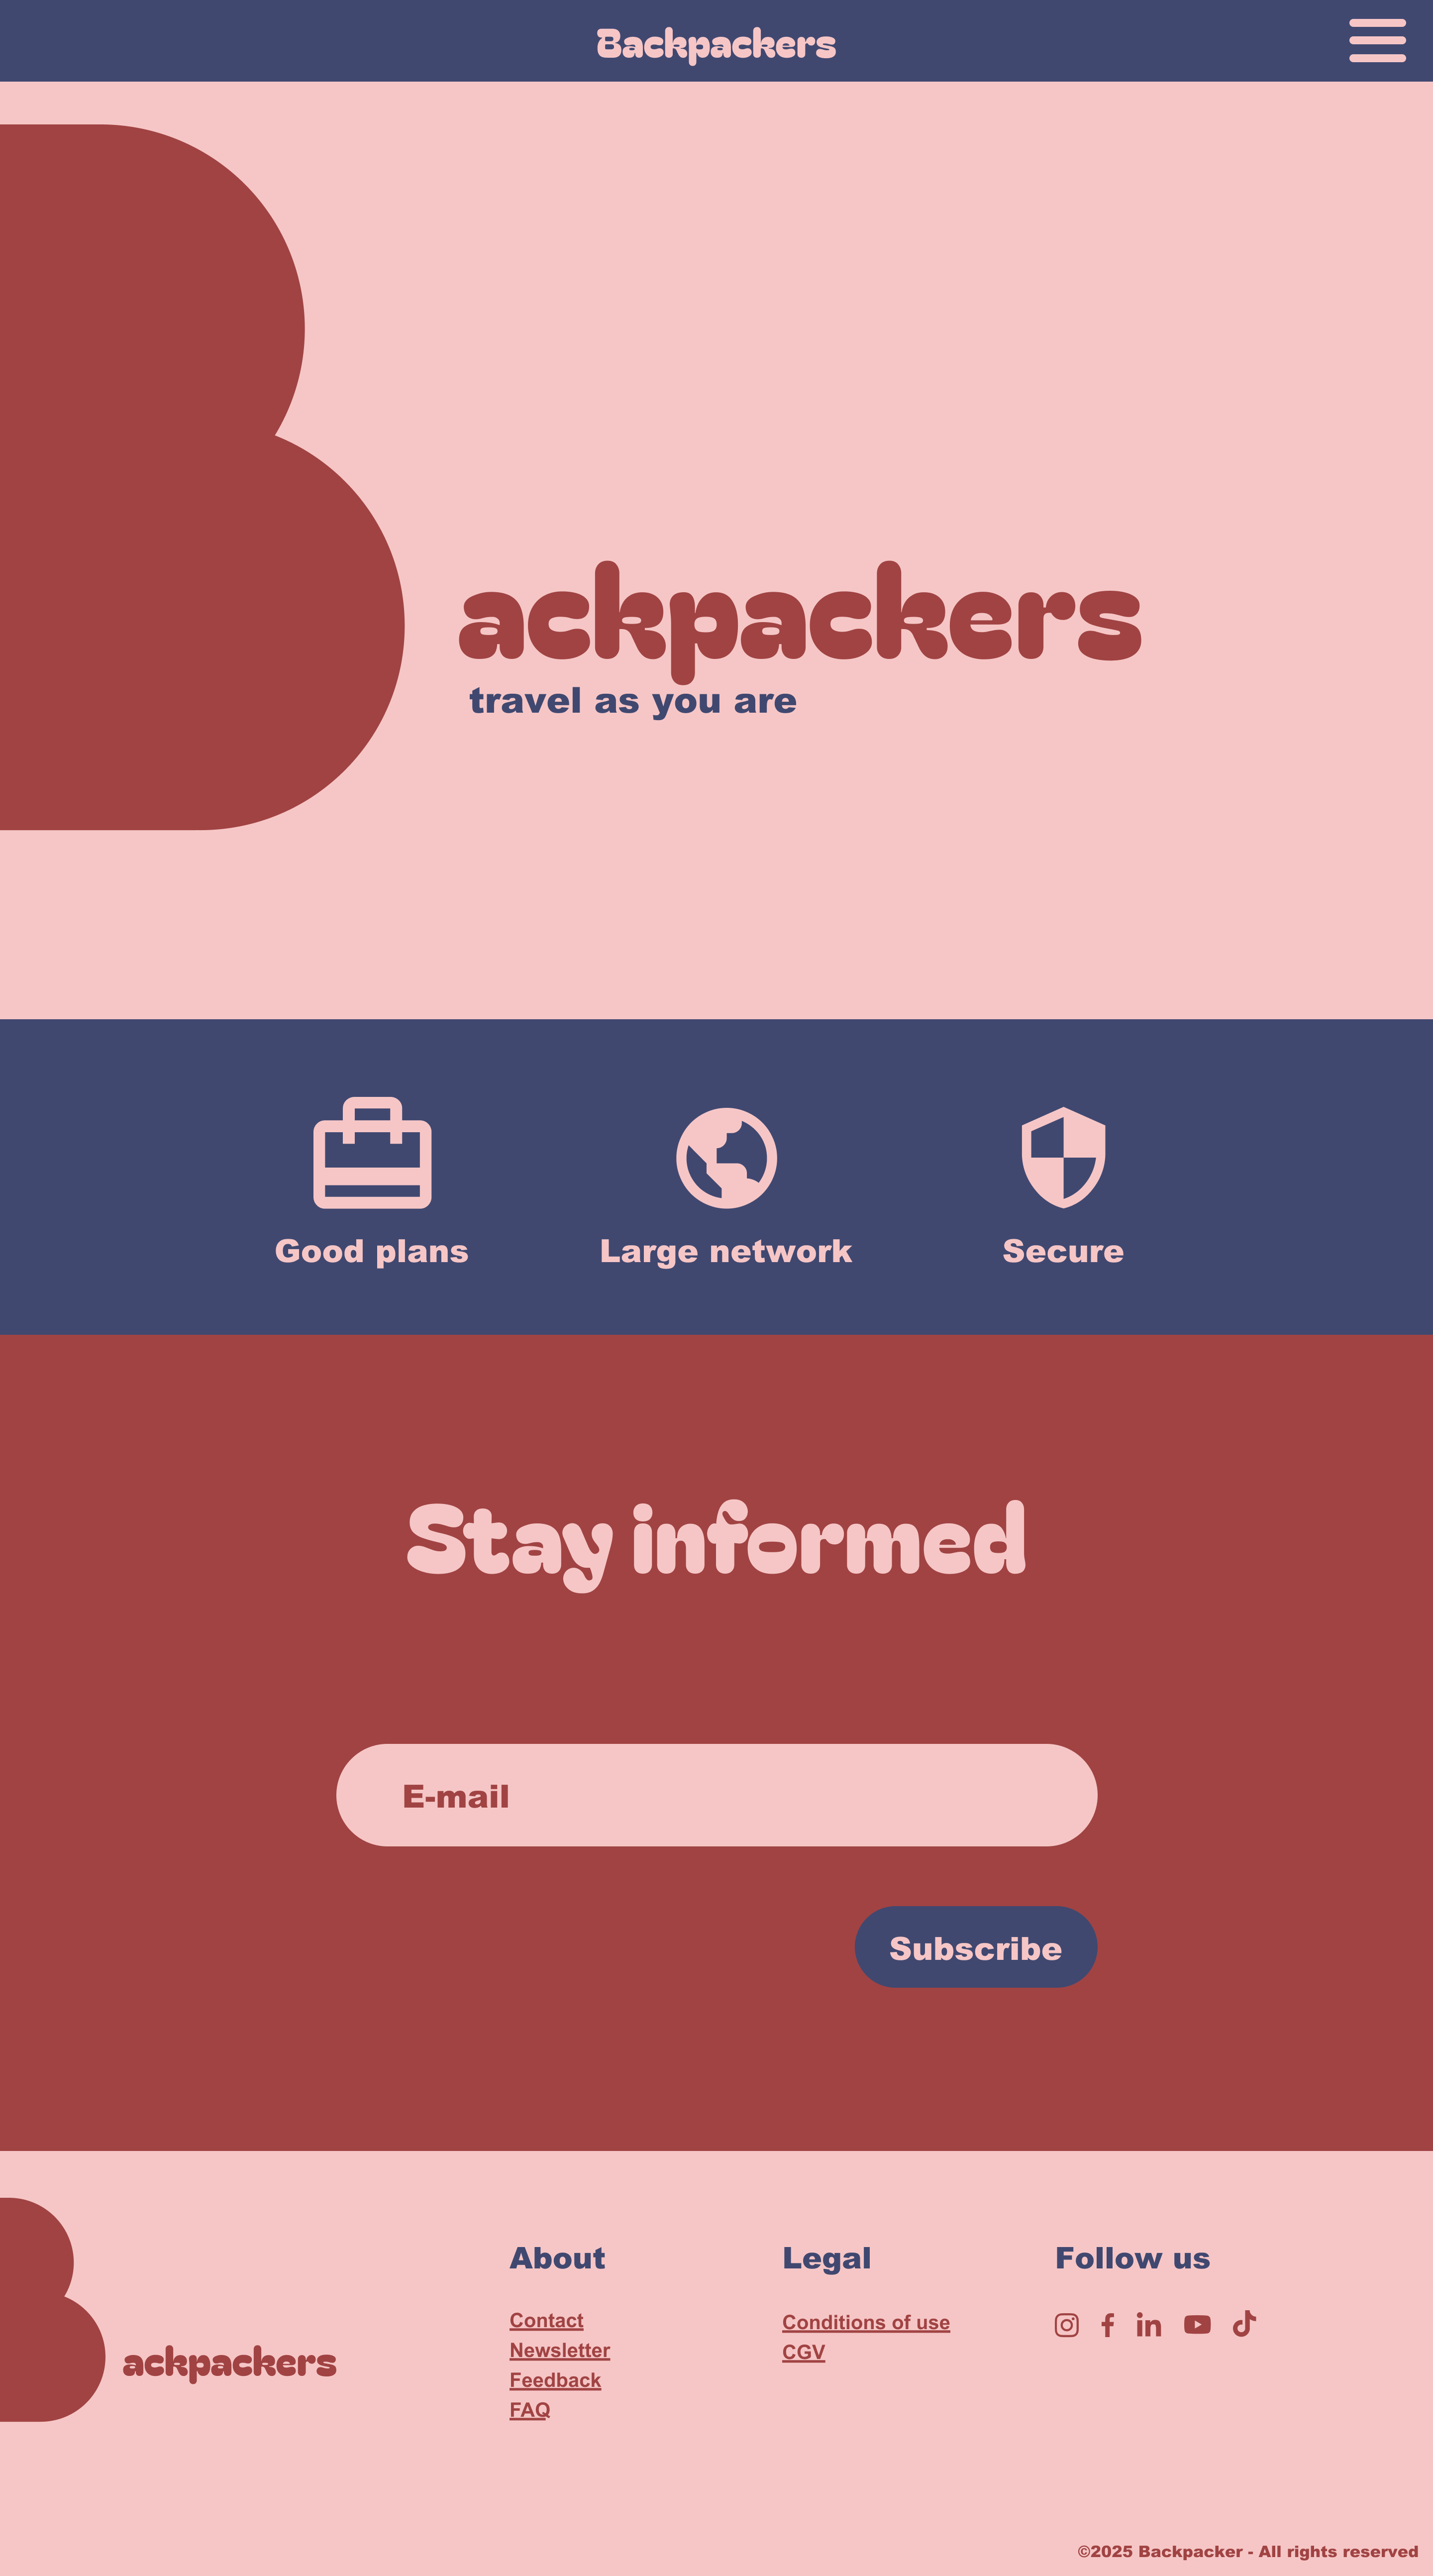 Backpackers
ackpackers
travel as you are
Good plans
Large network
Secure
Stay informed
E-mail
Subscribe
ackpackers
About
Contact
Newsletter
Feedback
FAQ
Legal
Conditions of use
CGV
Follow us
©2025 Backpacker - All rights reserved